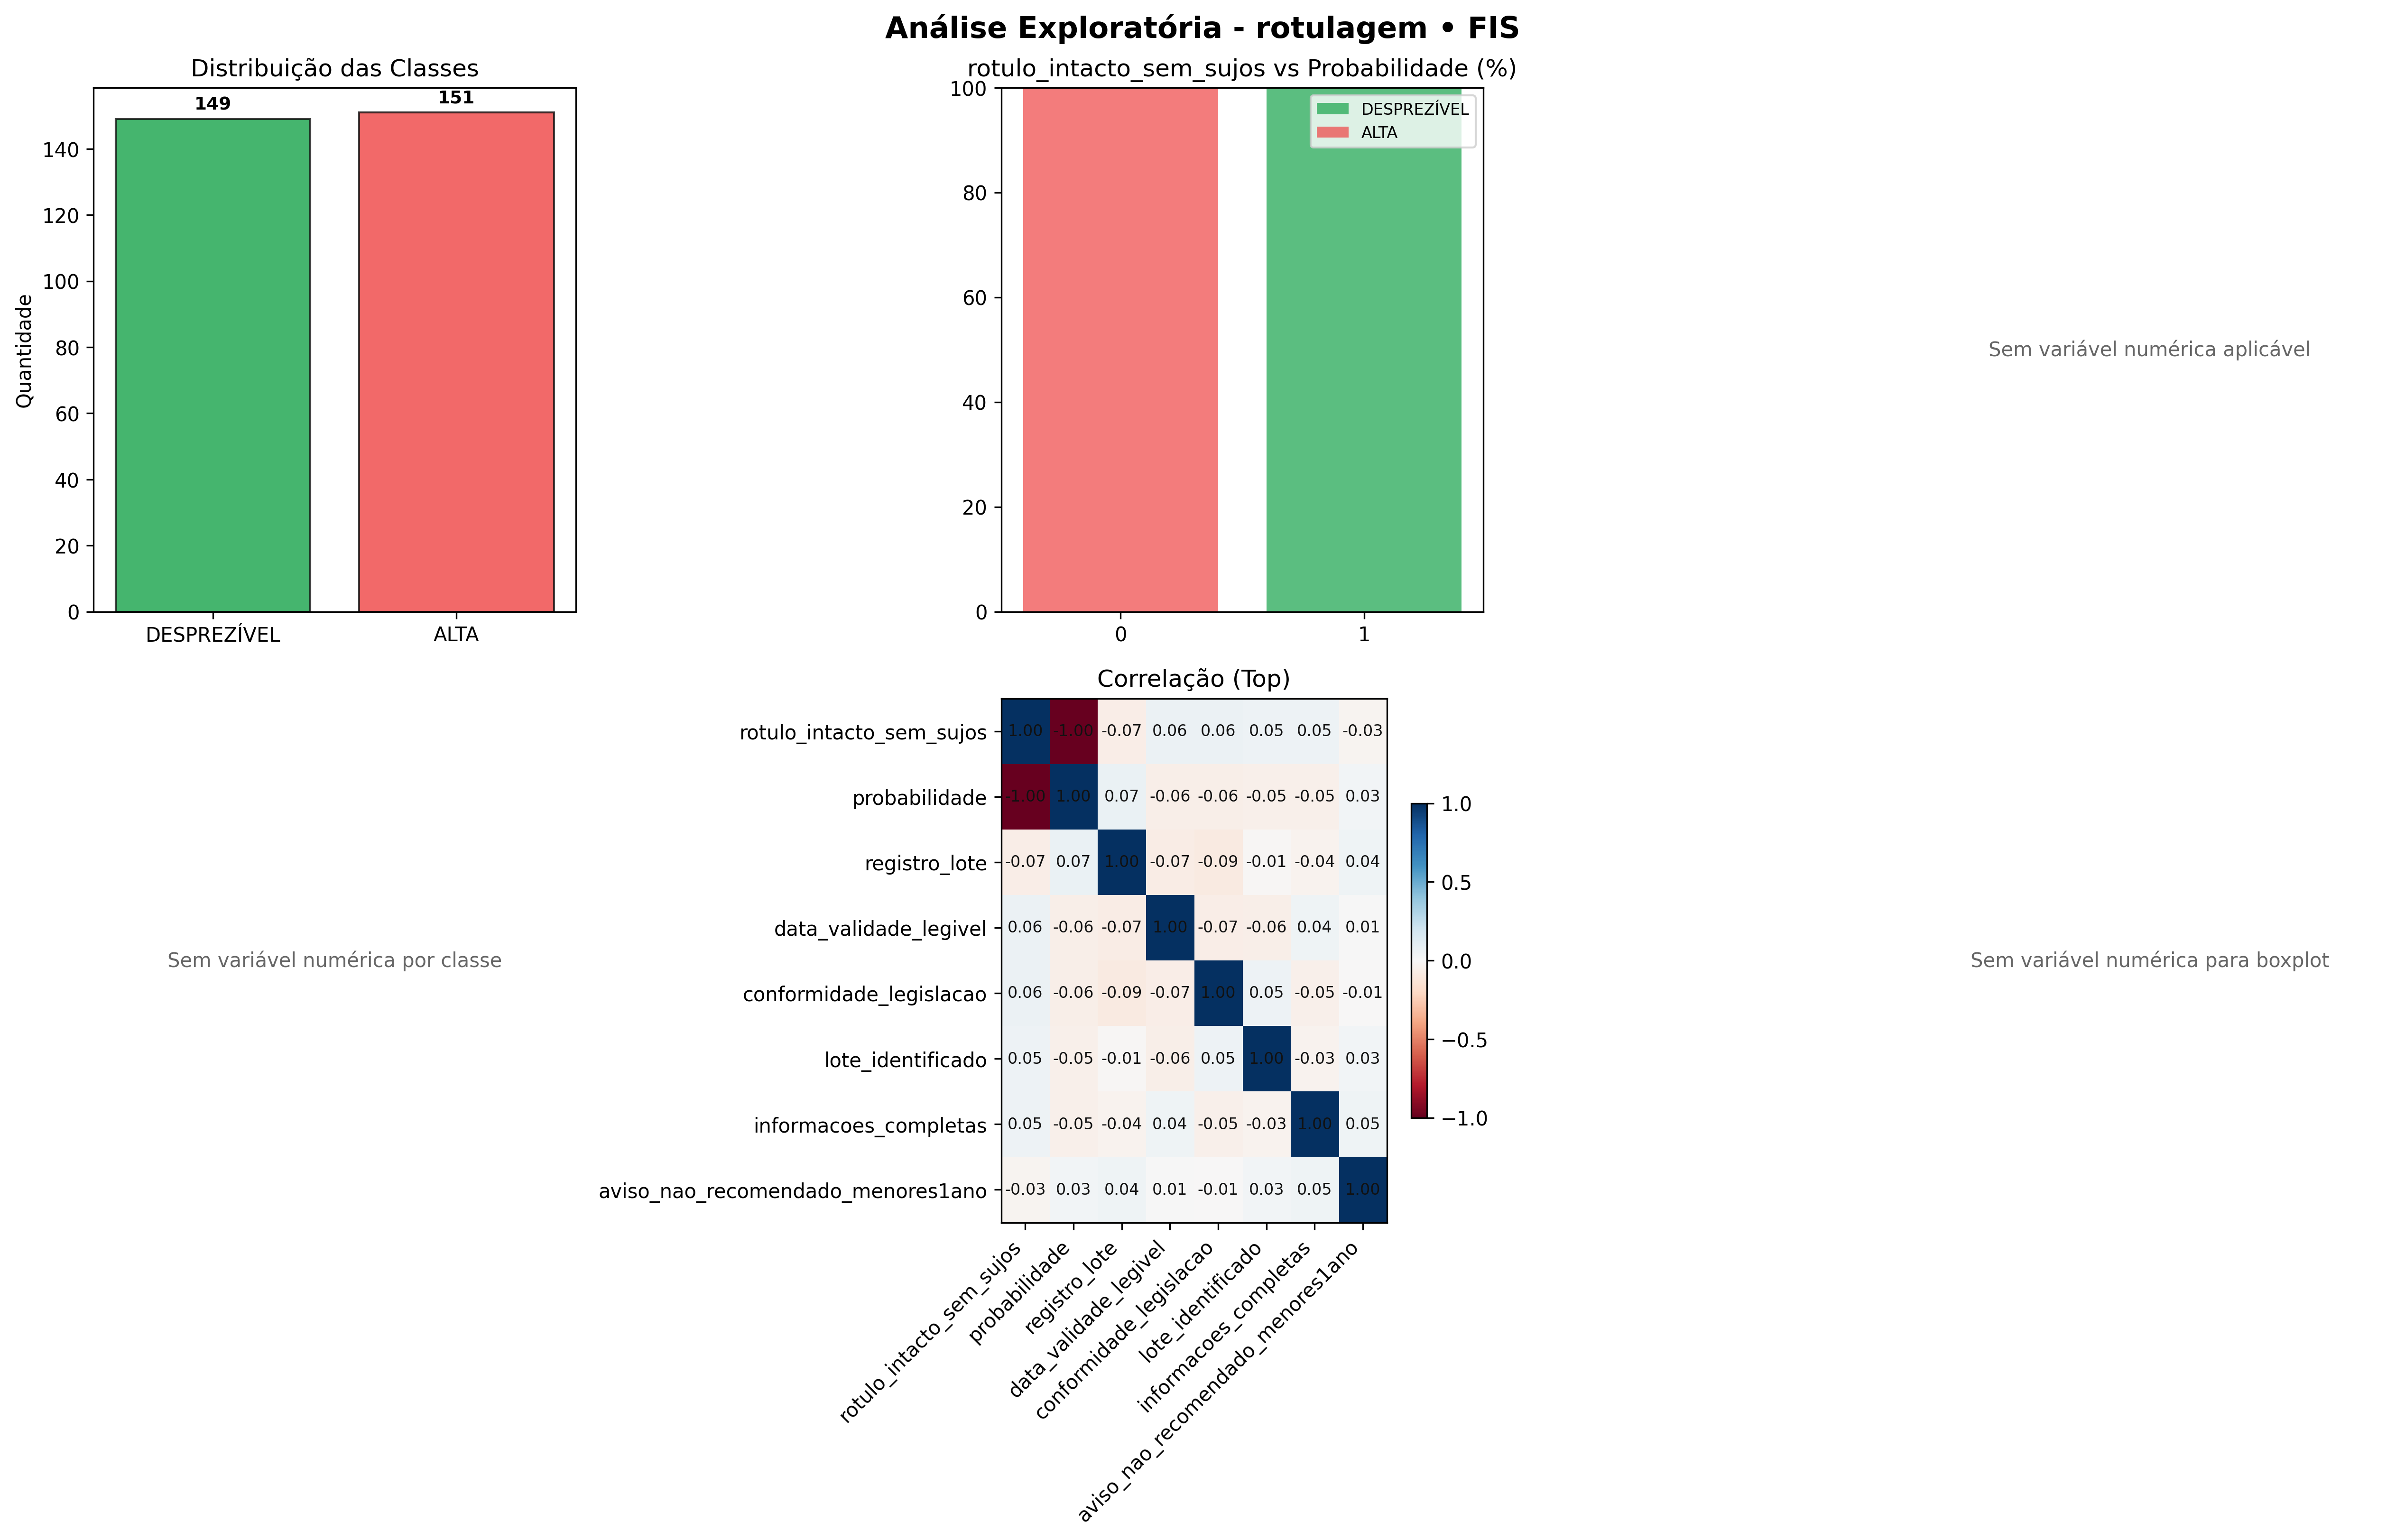 Análise Exploratória - rotulagem • FIS
Distribuição das Classes
149
151
Quantidade
140
120
100
80
60
40
20
0
DESPREZÍVEL
ALTA
rotulo_intacto_sem_sujos vs Probabilidade (%)
100
80
60
40
20
0
DESPREZÍVEL
ALTA
0
1
Sem variável numérica aplicável
Sem variável numérica por classe
Correlação (Top)
rotulo_intacto_sem_sujos 1.00 -1.00 -0.07 0.06 0.06 0.05 0.05 -0.03
probabilidade -1.00 1.00 0.07 -0.06 -0.06 -0.05 -0.05 0.03
registro_lote -0.07 0.07 1.00 -0.07 -0.09 -0.01 -0.04 0.04
data_validade_legivel 0.06 -0.06 -0.07 1.00 -0.07 -0.06 0.04 0.01
conformidade_legislacao 0.06 -0.06 -0.09 -0.07 1.00 0.05 -0.05 -0.01
lote_identificado 0.05 -0.05 -0.01 -0.06 0.05 1.00 -0.03 0.03
informacoes_completas 0.05 -0.05 -0.04 0.04 -0.05 -0.03 1.00 0.05
aviso_nao_recomendado_menores1ano -0.03 0.03 0.04 0.01 -0.01 0.03 0.05 1.00
rotulo_intacto_sem_sujos
probabilidade
registro_lote
data_validade_legivel
conformidade_legislacao
lote_identificado
informacoes_completas
aviso_nao_recomendado_menores1ano
1.0
0.5
0.0
−0.5
−1.0
Sem variável numérica para boxplot